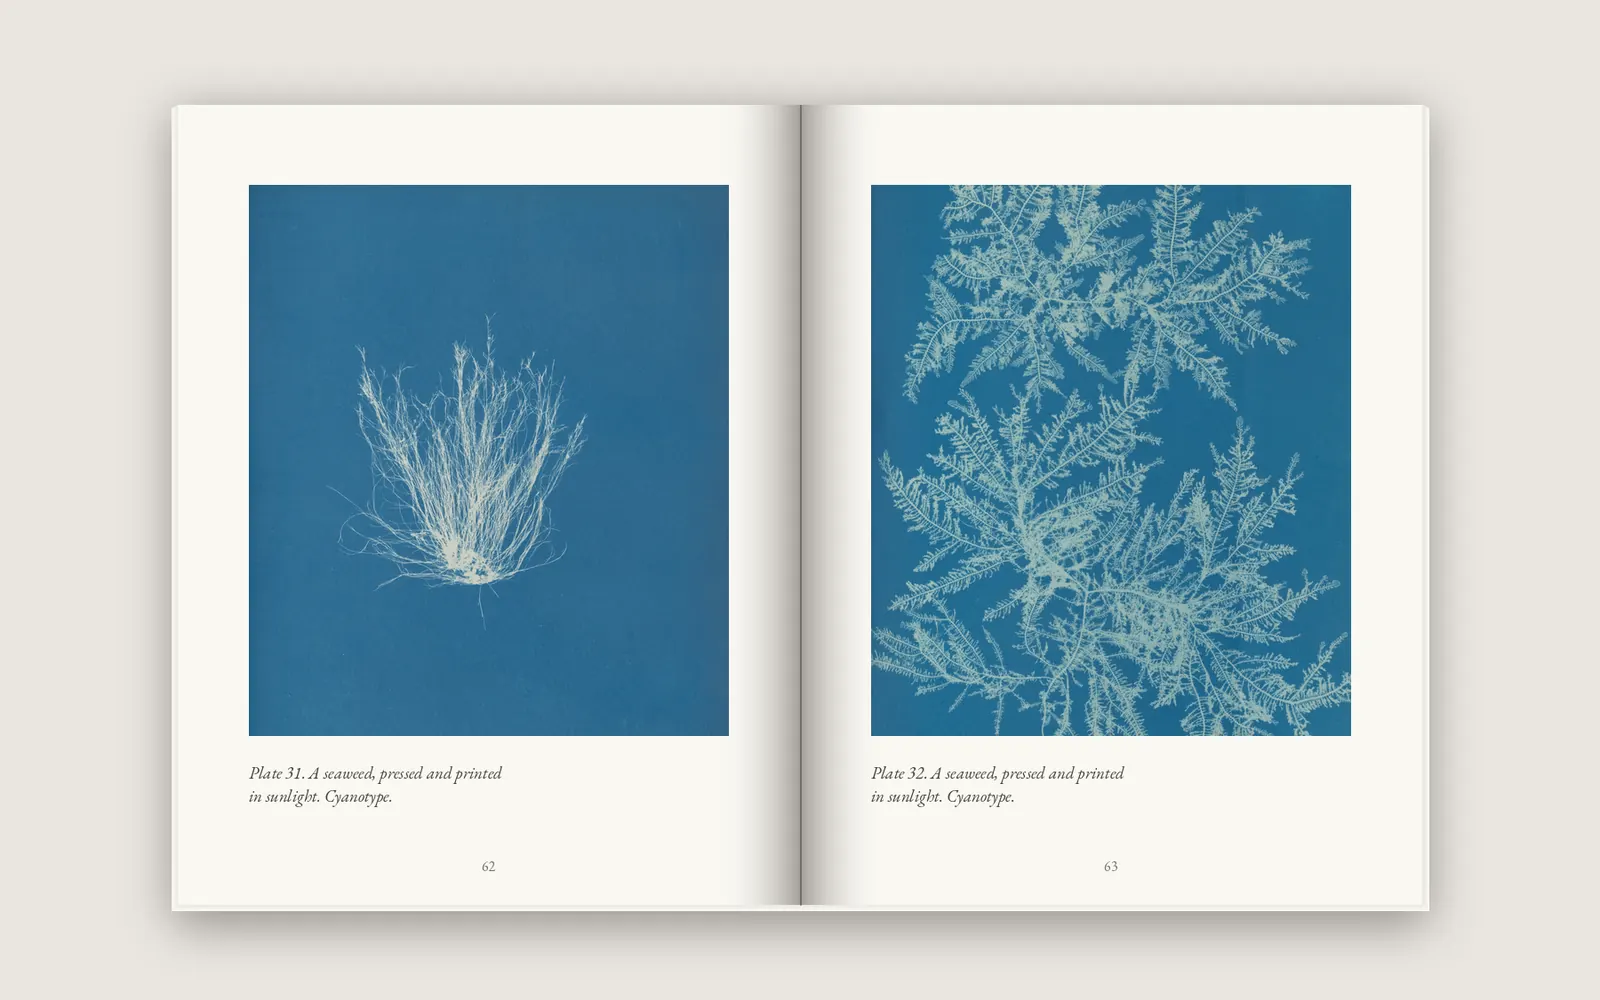 Plate 31. A seaweed, pressed and printed
in sunlight. Cyanotype.
62
Plate 32. A seaweed, pressed and printed
in sunlight. Cyanotype.
63